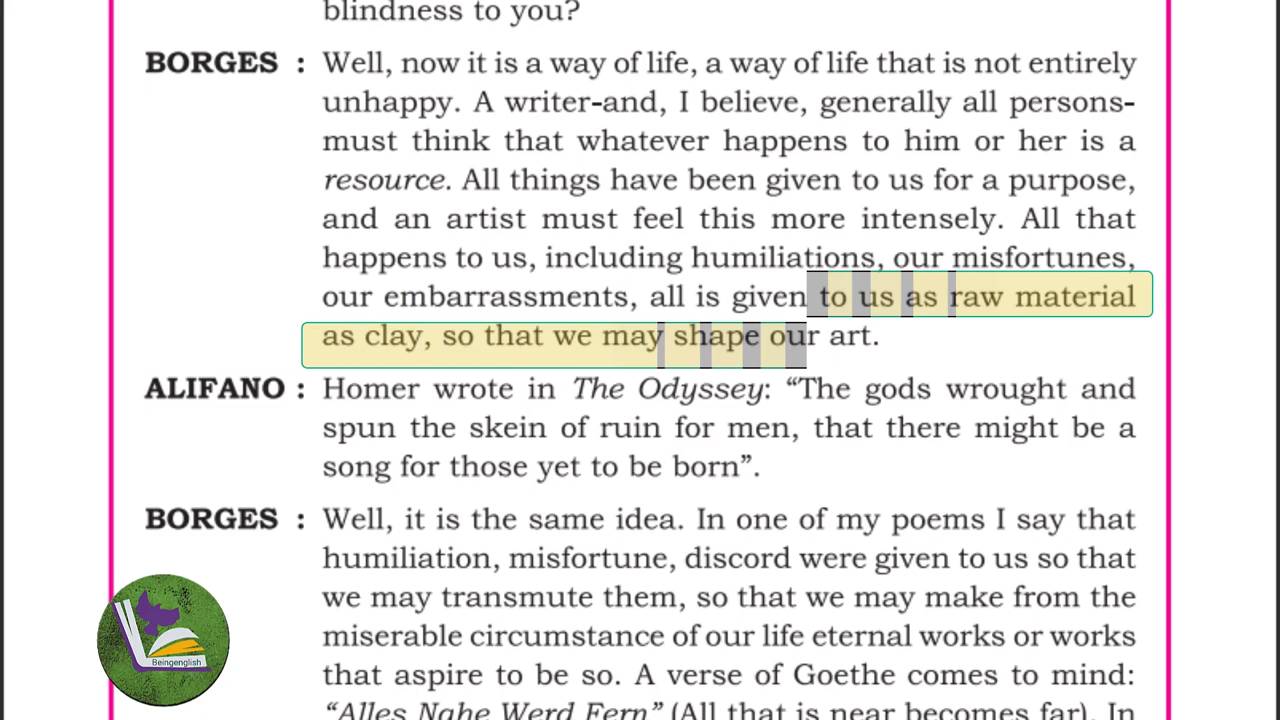 blindness to you?
BORGES : Well, now it is a way of life, a way of life that is not entirely
unhappy. A writer-and, I believe, generally all persons-
must think that whatever happens to him or her is a
resource. All things have been given to us for a purpose,
and an artist must feel this more intensely. All that
happens to us, including humiliations, our misfortunes,
our embarrassments, all is given to us as raw material
as clay, so that we may shape our art.
ALIFANO : Homer wrote in The Odyssey: “The gods wrought and
spun the skein of ruin for men, that there might be a
song for those yet to be born”.
BORGES : Well, it is the same idea. In one of my poems I say that
humiliation, misfortune, discord were given to us so that
we may transmute them, so that we may make from the
miserable circumstance of our life eternal works or works
that aspire to be so. A verse of Goethe comes to mind:
“Alles Nahe Werd Fern” (All that is near becomes far). In
Beingenglish